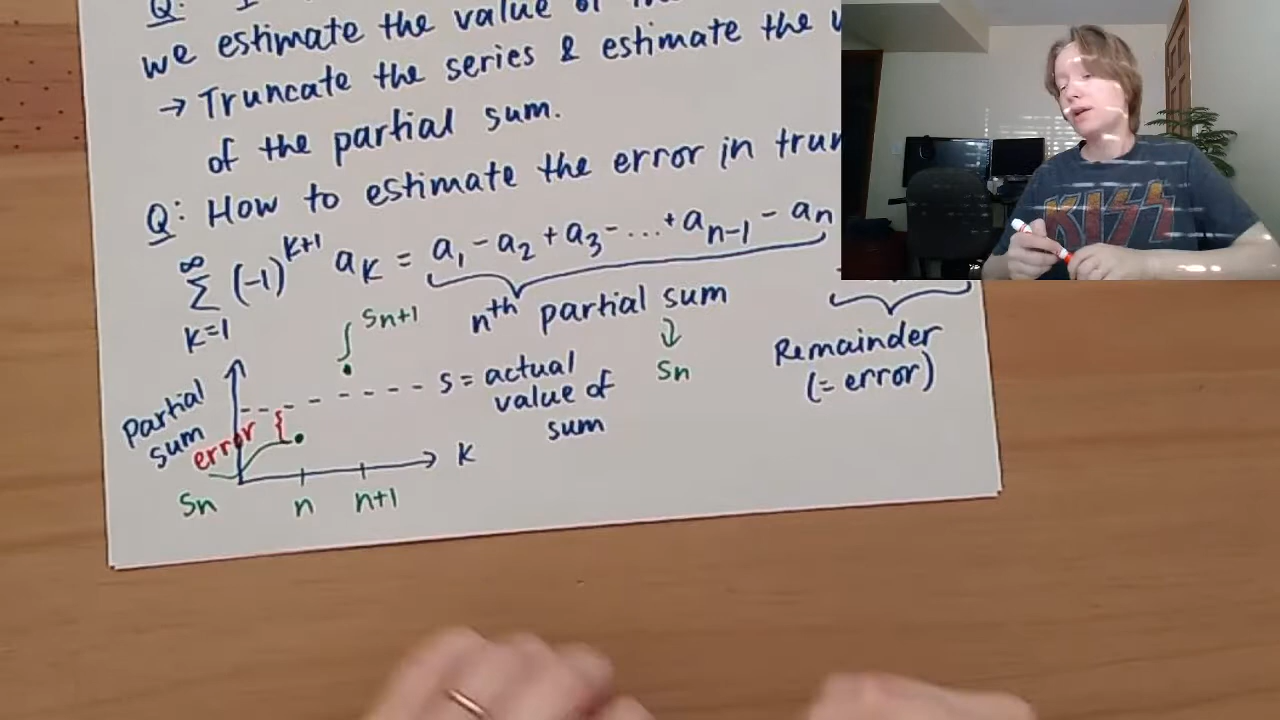 Q:
we estimate the value of
→ Truncate the series & estimate the
of the partial sum.
Q: How to estimate the error in
∞
Σ (-1)^{k+1} a_k = a_1 - a_2 + a_3 - ... + a_{n-1} - a_n
k=1
n^{th} partial sum
↓
S_n
Remainder
(= error)
S_{n+1}
Partial
sum
S = actual
value of
sum
error
k
S_n
n
n+1
KISS